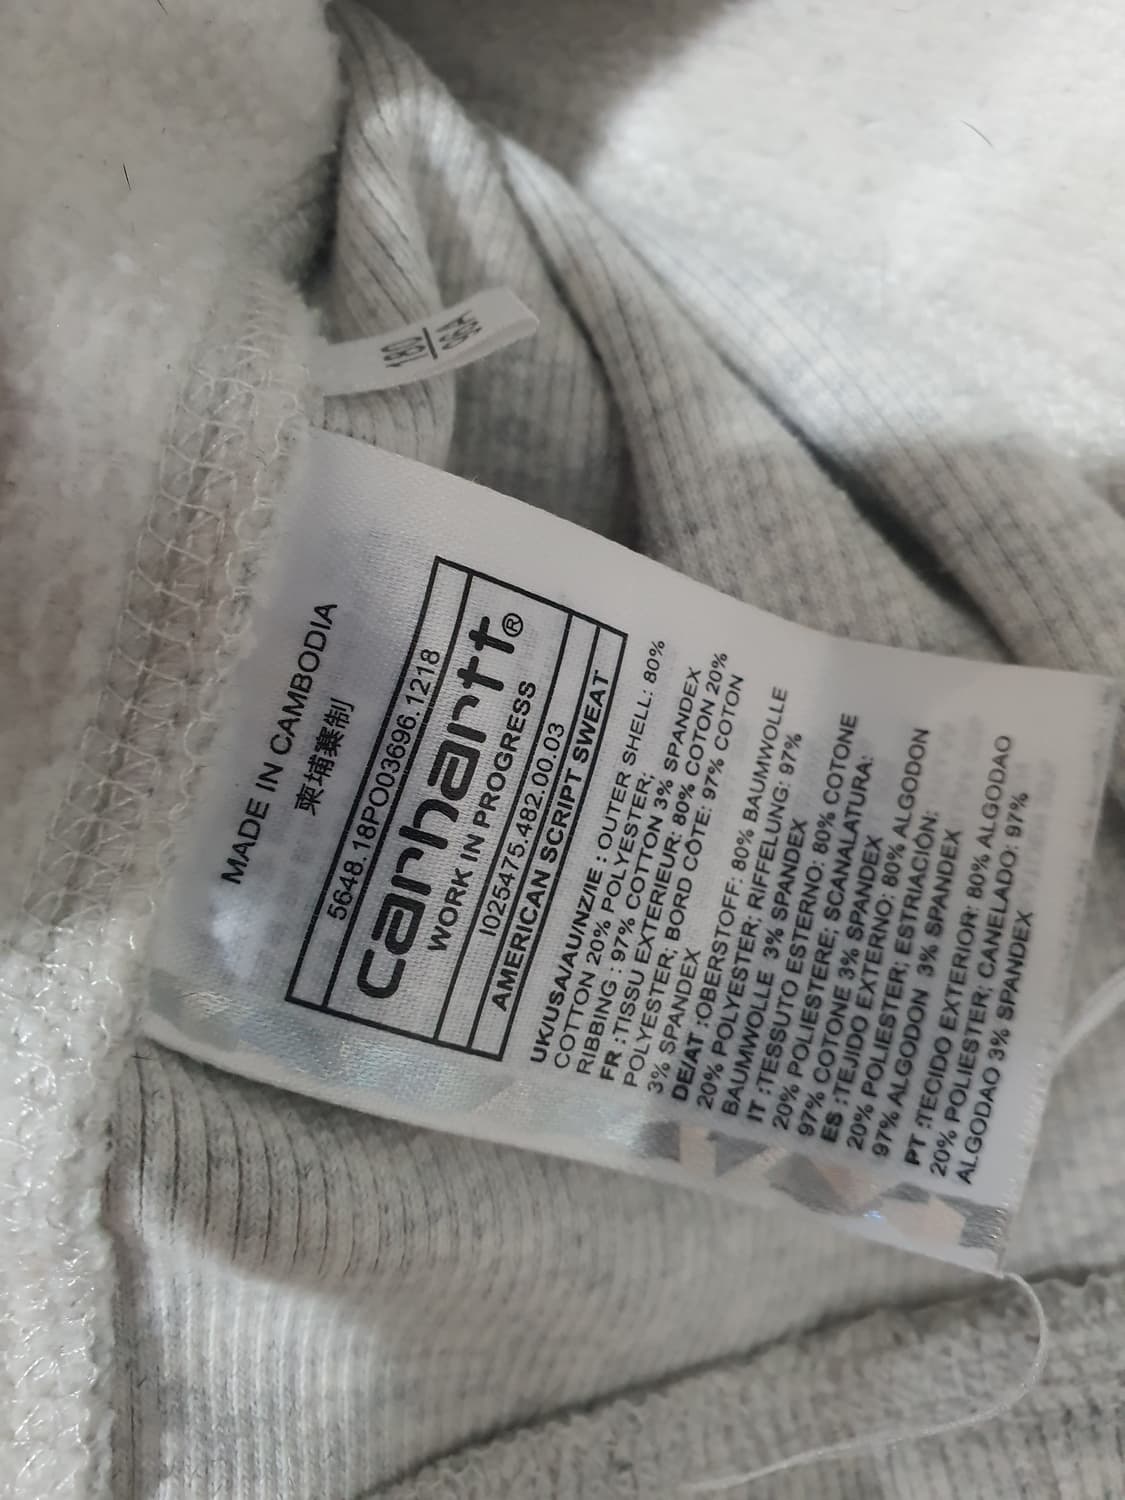 180/
96A
MADE IN CAMBODIA
柬埔寨制
5648.18PO03696.1218
carhartt®
WORK IN PROGRESS
I025475.482.00.03
AMERICAN SCRIPT SWEAT
UK/USA/AU/NZ/IE : OUTER SHELL: 80%
COTTON 20% POLYESTER;
RIBBING : 97% COTTON 3% SPANDEX
FR :TISSU EXTERIEUR: 80% COTON 20%
POLYESTER; BORD CÔTE: 97% COTON
3% SPANDEX
DE/AT :OBERSTOFF: 80% BAUMWOLLE
20% POLYESTER; RIFFELUNG: 97%
BAUMWOLLE 3% SPANDEX
IT :TESSUTO ESTERNO: 80% COTONE
20% POLIESTERE; SCANALATURA:
97% COTONE 3% SPANDEX
ES :TEJIDO EXTERNO: 80% ALGODON
20% POLIESTER; ESTRIACIÓN:
97% ALGODON 3% SPANDEX
PT :TECIDO EXTERIOR: 80% ALGODAO
20% POLIESTER; CANELADO: 97%
ALGODAO 3% SPANDEX